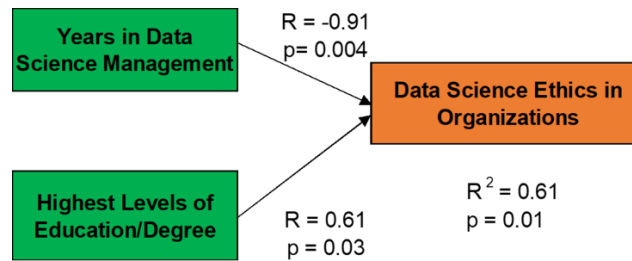 Years in Data
Science Management
R = -0.91
p= 0.004
Data Science Ethics in
Organizations
Highest Levels of
Education/Degree
R = 0.61
p = 0.03
R² = 0.61
p = 0.01